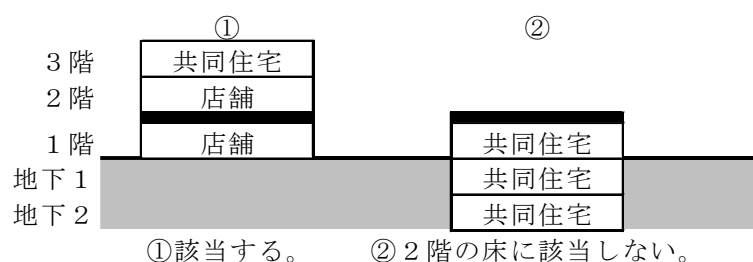 ① ②
3階 共同住宅
2階 店舗
1階 店舗 共同住宅
地下1 共同住宅
地下2 共同住宅
①該当する。 ②2階の床に該当しない。